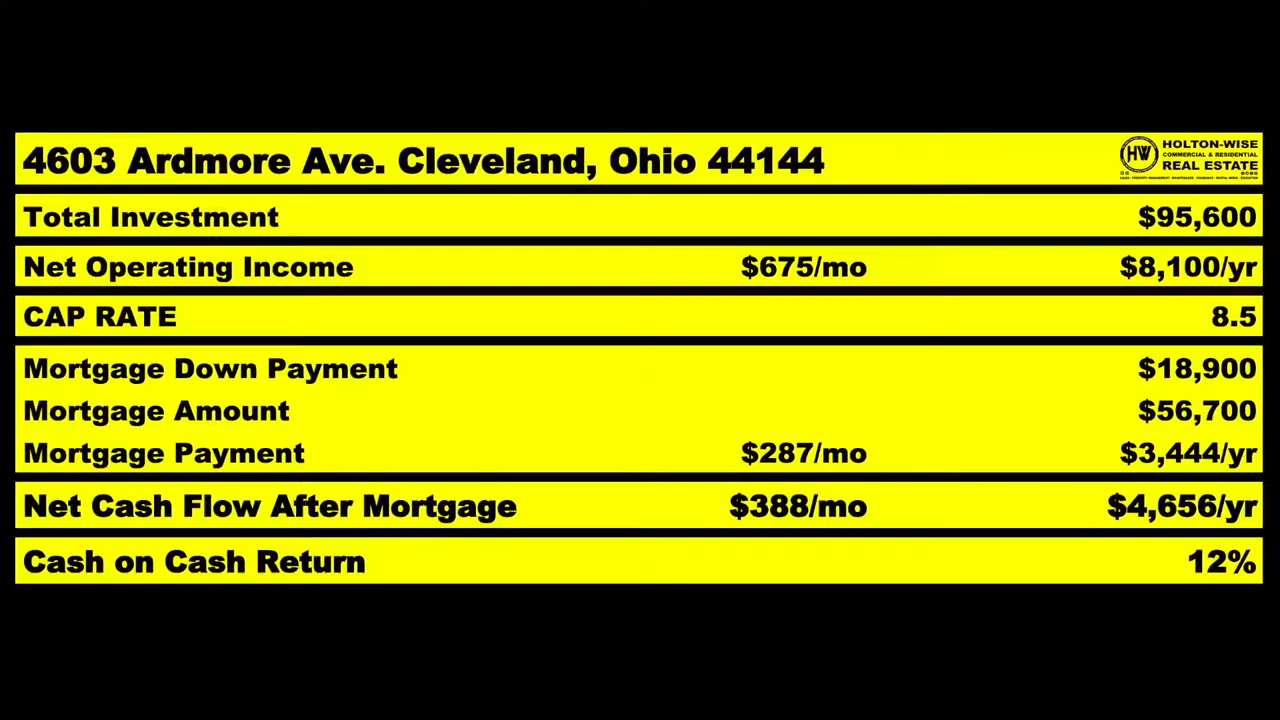 4603 Ardmore Ave. Cleveland, Ohio 44144
HW
HOLTON-WISE
COMMERCIAL & RESIDENTIAL
REAL ESTATE
Total Investment $95,600
Net Operating Income $675/mo $8,100/yr
CAP RATE 8.5
Mortgage Down Payment $18,900
Mortgage Amount $56,700
Mortgage Payment $287/mo $3,444/yr
Net Cash Flow After Mortgage $388/mo $4,656/yr
Cash on Cash Return 12%